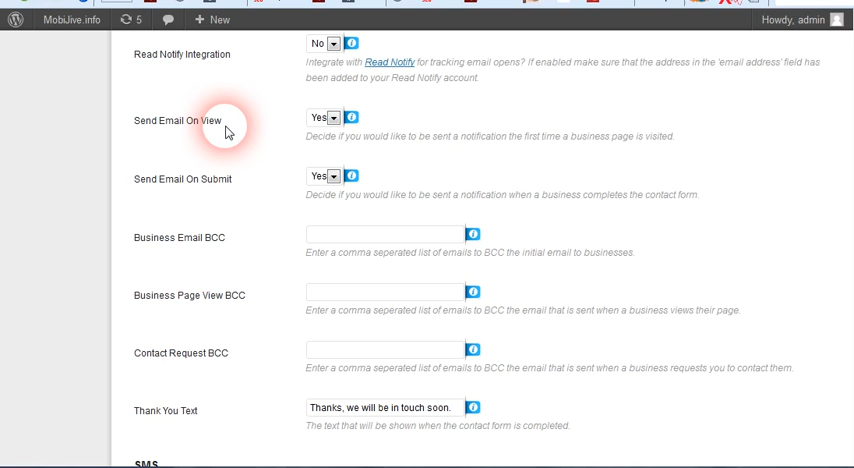 MobiJive.info 5 + New Howdy, admin
Read Notify Integration
No
Integrate with Read Notify for tracking email opens? If enabled make sure that the address in the 'email address' field has
been added to your Read Notify account.
Send Email On View
Yes
Decide if you would like to be sent a notification the first time a business page is visited.
Send Email On Submit
Yes
Decide if you would like to be sent a notification when a business completes the contact form.
Business Email BCC
Enter a comma seperated list of emails to BCC the initial email to businesses.
Business Page View BCC
Enter a comma seperated list of emails to BCC the email that is sent when a business views their page.
Contact Request BCC
Enter a comma seperated list of emails to BCC the email that is sent when a business requests you to contact them.
Thank You Text
Thanks, we will be in touch soon.
The text that will be shown when the contact form is completed.
SMS